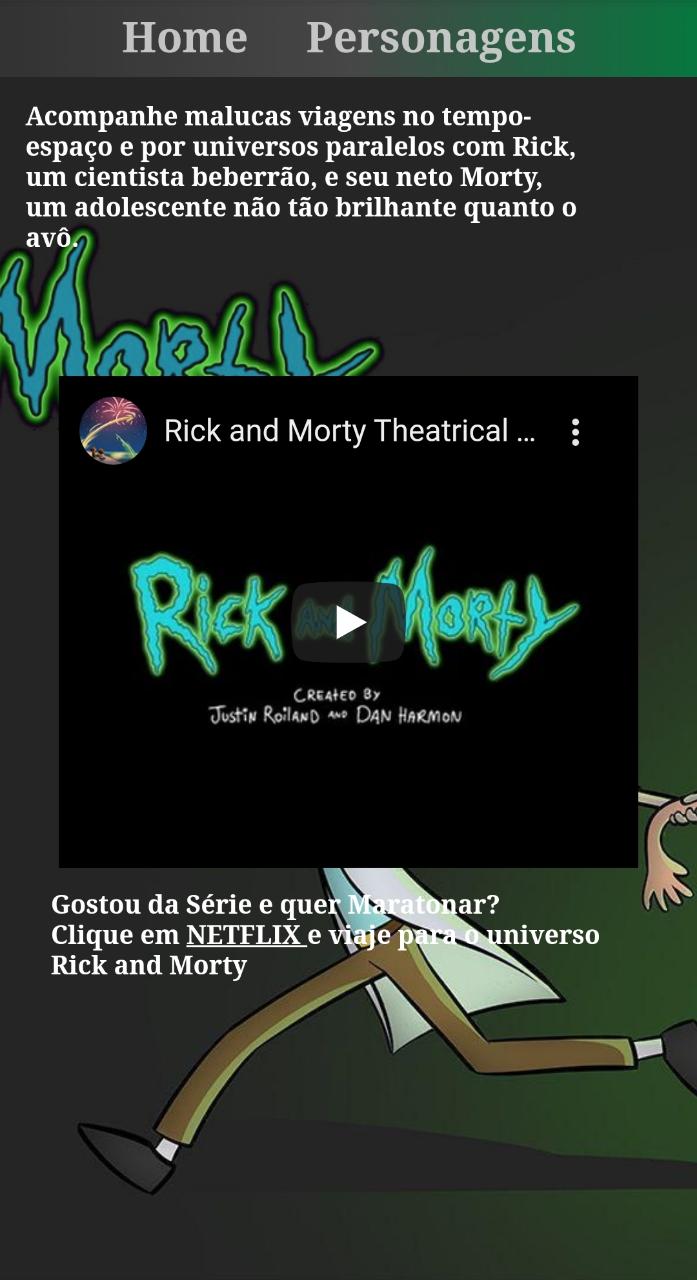 Home Personagens
Acompanhe malucas viagens no tempo-
espaço e por universos paralelos com Rick,
um cientista beberrão, e seu neto Morty,
um adolescente não tão brilhante quanto o
avô.
Morty
Rick and Morty Theatrical ...
Rick and Morty
Created by
Justin Roiland and Dan Harmon
Gostou da Série e quer Maratonar?
Clique em NETFLIX e viaje para o universo
Rick and Morty